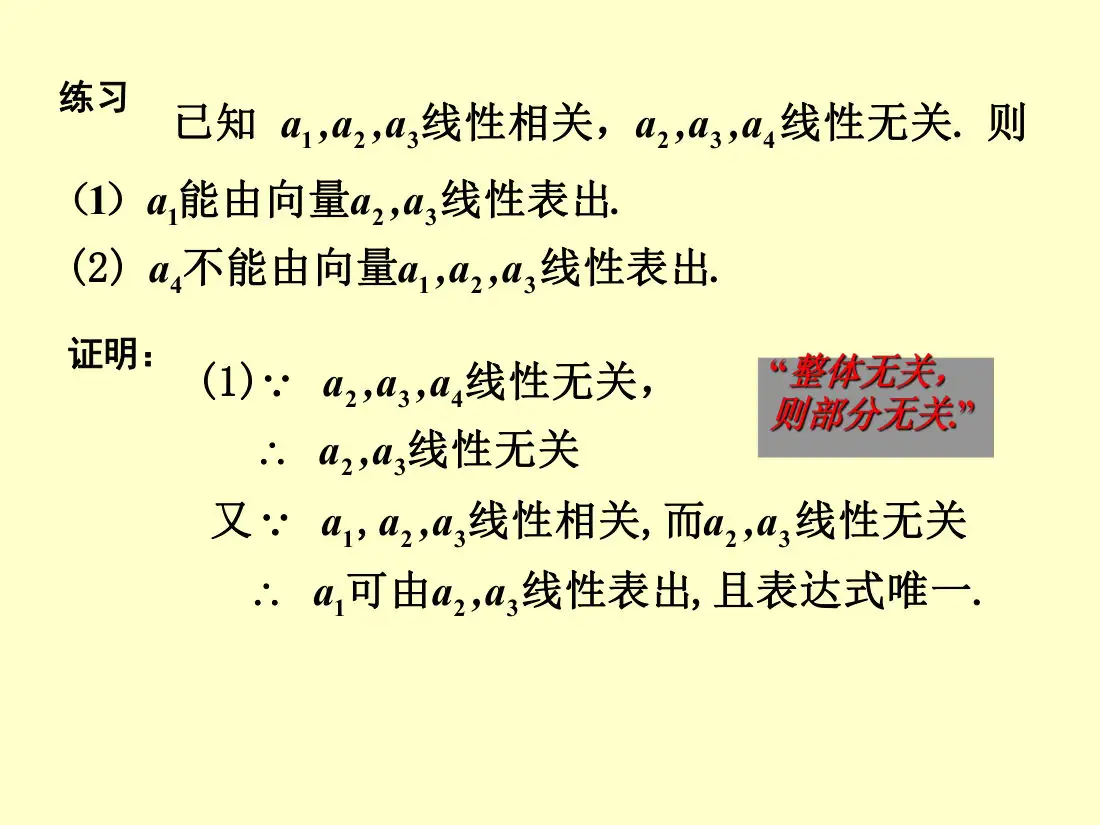 练习
已知 a₁,a₂,a₃线性相关，a₂,a₃,a₄线性无关. 则
（1）a₁能由向量a₂,a₃线性表出.
(2) a₄不能由向量a₁,a₂,a₃线性表出.
证明：
(1)∵ a₂,a₃,a₄线性无关，
“整体无关，
则部分无关.”
∴ a₂,a₃线性无关
又∵ a₁, a₂,a₃线性相关,而a₂,a₃线性无关
∴ a₁可由a₂,a₃线性表出,且表达式唯一.